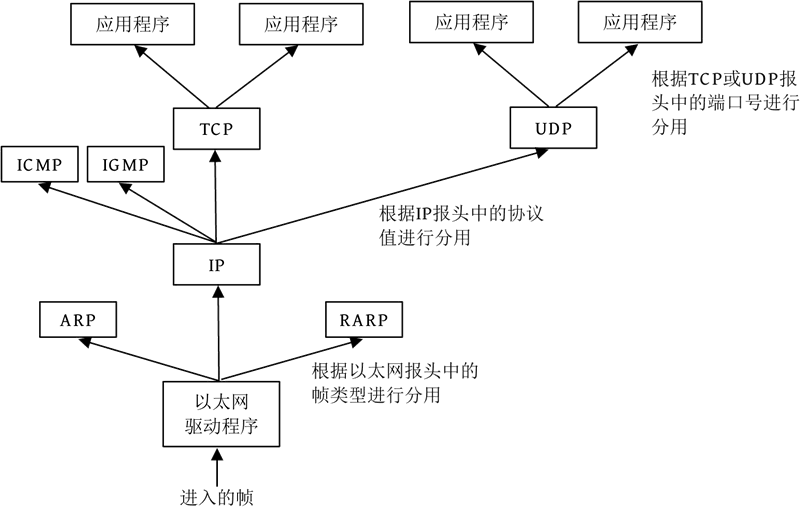 应用程序
应用程序
应用程序
应用程序
根据TCP或UDP报
头中的端口号进行
分用
TCP
UDP
ICMP
IGMP
根据IP报头中的协议
值进行分用
IP
ARP
RARP
根据以太网报头中的
帧类型进行分用
以太网
驱动程序
进入的帧